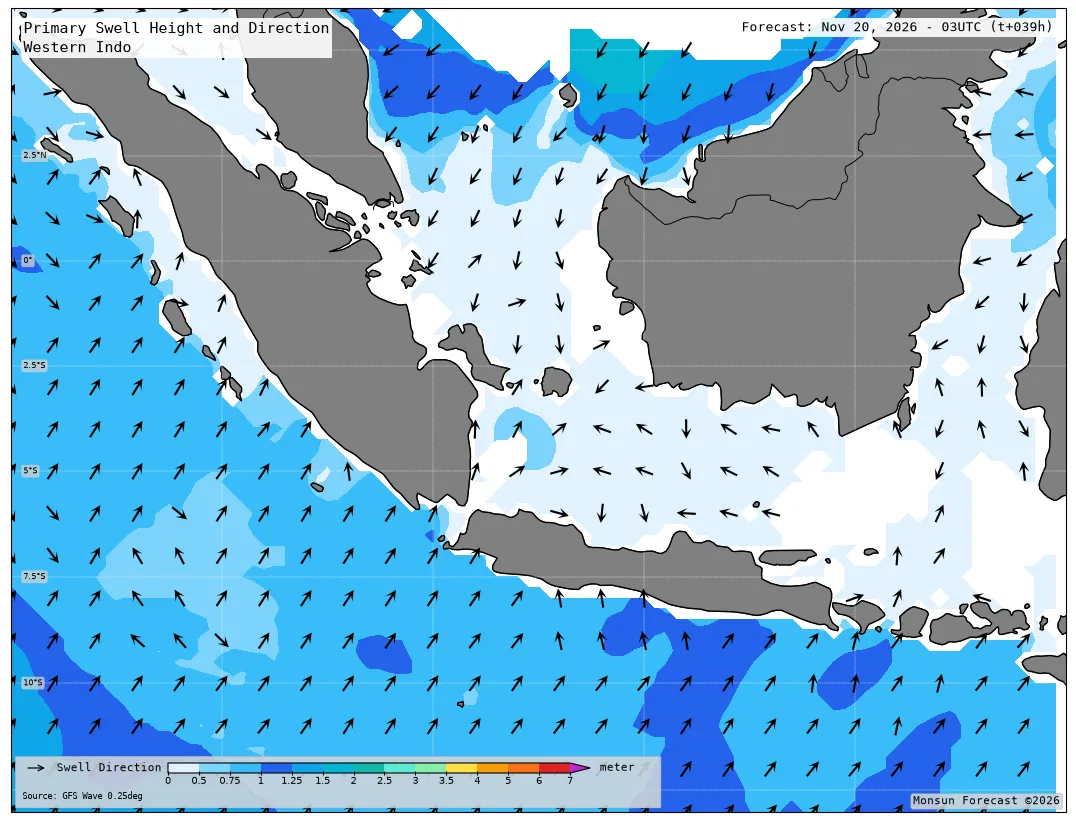 Primary Swell Height and Direction
Western Indo
Forecast: Nov 20, 2026 - 03UTC (t+039h)
2.5°N
0°
2.5°S
5°S
7.5°S
10°S
Swell Direction
0 0.5 0.75 1 1.25 1.5 2 2.5 3 3.5 4 5 6 7
meter
Source: GFS Wave 0.25deg
Monsun Forecast ©2026